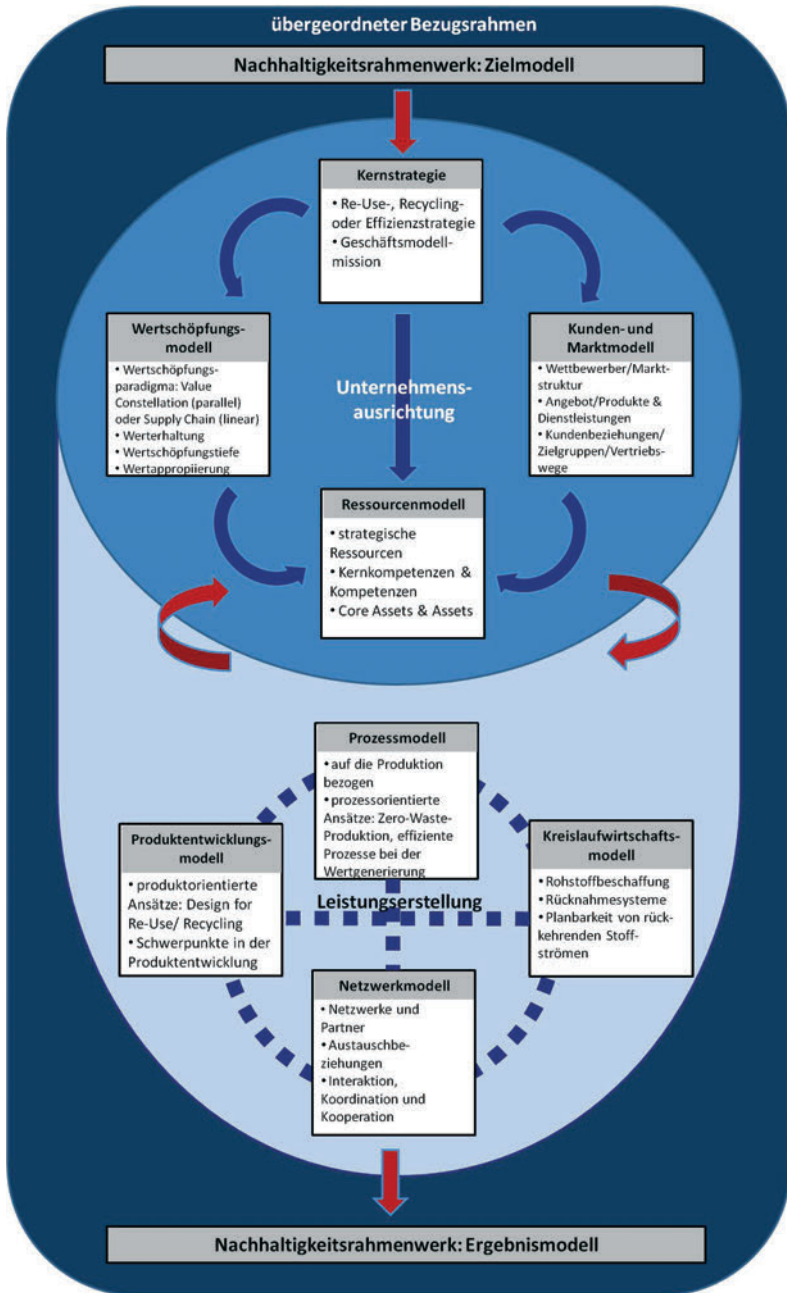 übergeordneter Bezugsrahmen
Nachhaltigkeitsrahmenwerk: Zielmodell
Kernstrategie
• Re-Use-, Recycling-
oder Effizienzstrategie
• Geschäftsmodell-
mission
Wertschöpfungs-
modell
• Wertschöpfungs-
paradigma: Value
Constellation (parallel)
oder Supply Chain (linear)
• Werterhaltung
• Wertschöpfungstiefe
• Wertappropiierung
Unternehmens-
ausrichtung
Kunden- und
Marktmodell
• Wettbewerber/Markt-
struktur
• Angebot/Produkte &
Dienstleistungen
• Kundenbeziehungen/
Zielgruppen/Vertriebs-
wege
Ressourcenmodell
• strategische
Ressourcen
• Kernkompetenzen &
Kompetenzen
• Core Assets & Assets
Prozessmodell
• auf die Produktion
bezogen
• prozessorientierte
Ansätze: Zero-Waste-
Produktion, effiziente
Prozesse bei der
Wertgenerierung
Produktentwicklungs-
modell
• produktorientierte
Ansätze: Design for
Re-Use/ Recycling
• Schwerpunkte in der
Produktentwicklung
Leistungserstellung
Kreislaufwirtschafts-
modell
• Rohstoffbeschaffung
• Rücknahmesysteme
• Planbarkeit von rück-
kehrenden Stoff-
strömen
Netzwerkmodell
• Netzwerke und
Partner
• Austauschbe-
ziehungen
• Interaktion,
Koordination und
Kooperation
Nachhaltigkeitsrahmenwerk: Ergebnismodell